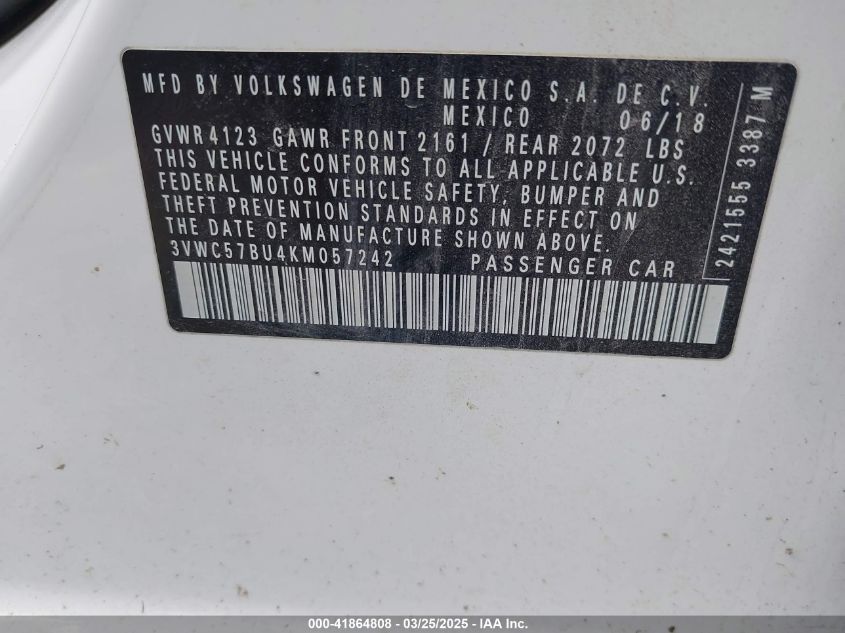 MFD BY VOLKSWAGEN DE MEXICO S.A. DE C.V.
MEXICO 06/18
GVWR 4123 GAWR FRONT 2161 / REAR 2072 LBS
THIS VEHICLE CONFORMS TO ALL APPLICABLE U.S.
FEDERAL MOTOR VEHICLE SAFETY, BUMPER AND
THEFT PREVENTION STANDARDS IN EFFECT ON
THE DATE OF MANUFACTURE SHOWN ABOVE.
3VWC57BU4KM057242 PASSENGER CAR
2421555 3387 M
000-41864808 - 03/25/2025 - IAA Inc.